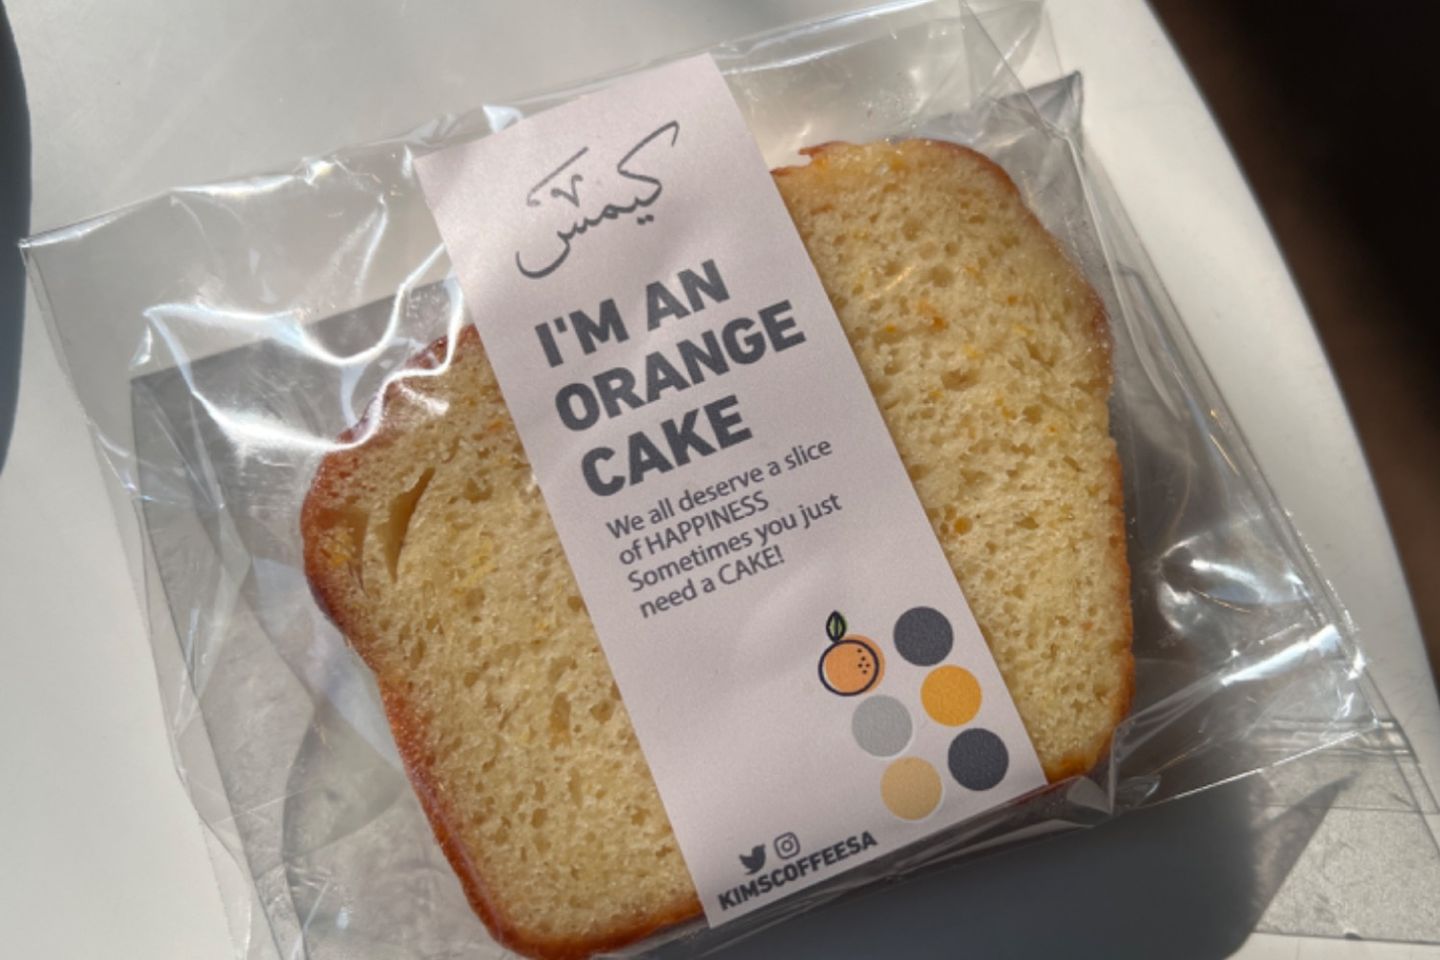 كيمس
I'M AN
ORANGE
CAKE
We all deserve a slice
of HAPPINESS
Sometimes you just
need a CAKE!
KIMSCOFFEESA